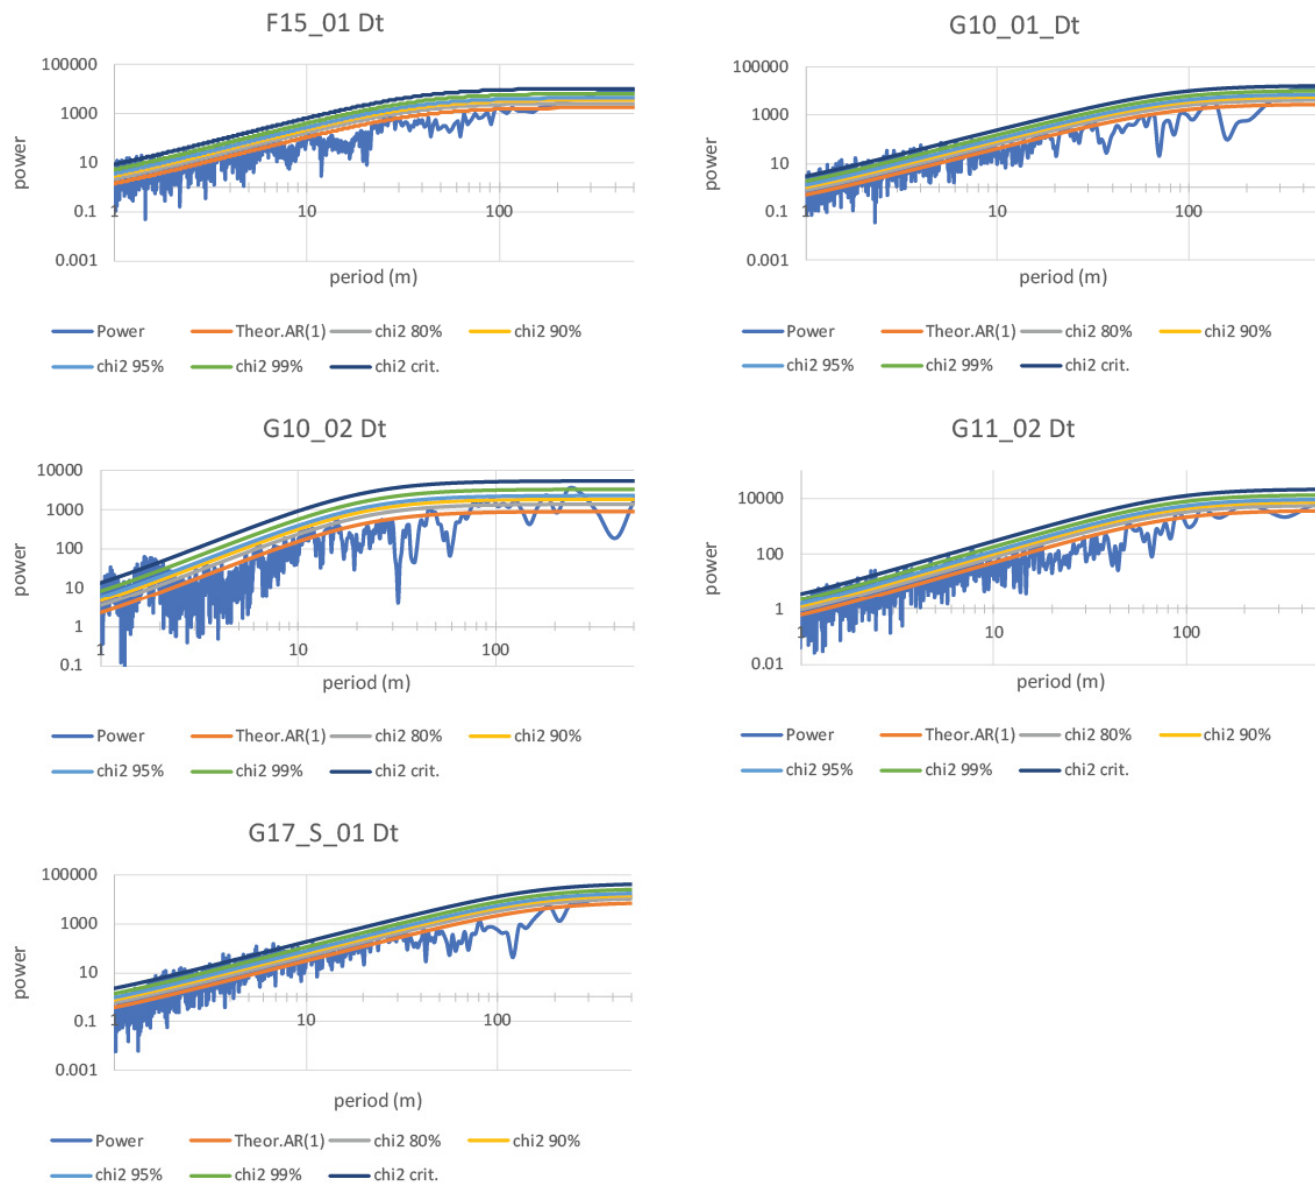 F15_01 Dt
100000
1000
10
0.1
0.001
1
10
100
power
period (m)
Power Theor.AR(1) chi2 80% chi2 90%
chi2 95% chi2 99% chi2 crit.
G10_01_Dt
100000
1000
10
0.1
0.001
1
10
100
power
period (m)
Power Theor.AR(1) chi2 80% chi2 90%
chi2 95% chi2 99% chi2 crit.
G10_02 Dt
10000
1000
100
10
1
0.1
1
10
100
power
period (m)
Power Theor.AR(1) chi2 80% chi2 90%
chi2 95% chi2 99% chi2 crit.
G11_02 Dt
10000
100
1
0.01
1
10
100
power
period (m)
Power Theor.AR(1) chi2 80% chi2 90%
chi2 95% chi2 99% chi2 crit.
G17_S_01 Dt
100000
1000
10
0.1
0.001
1
10
100
power
period (m)
Power Theor.AR(1) chi2 80% chi2 90%
chi2 95% chi2 99% chi2 crit.